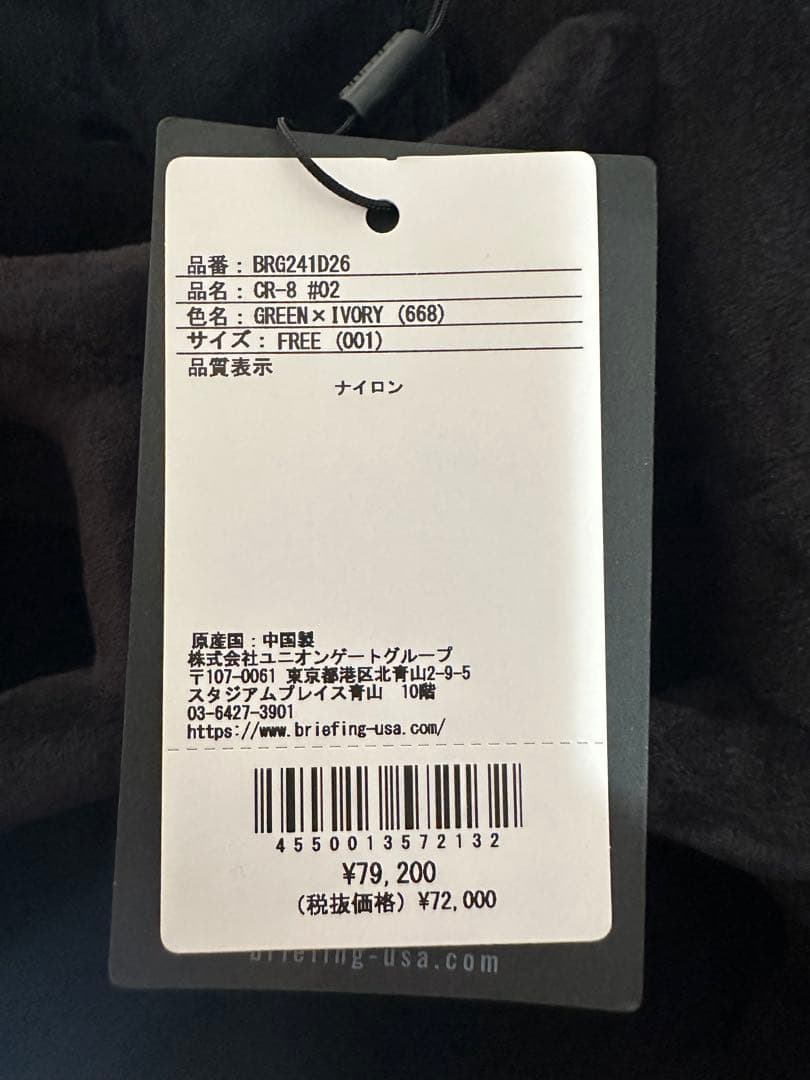 品番: BRG241D26
品名: CR-8 #02
色名: GREEN×IVORY (668)
サイズ: FREE (001)
品質表示
ナイロン
原産国:中国製
株式会社ユニオンゲートグループ
〒107-0061 東京都港区北青山2-9-5
スタジアムプレイス青山 10階
03-6427-3901
https://www.briefing-usa.com/
4550013572132
¥79,200
(税抜価格) ¥72,000
briefing-usa.com